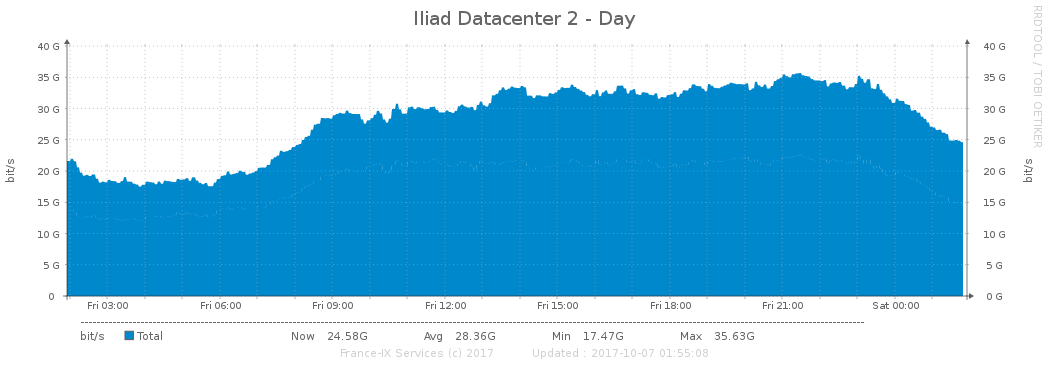 Iliad Datacenter 2 - Day
RRDTOOL / TOBI OETIKER
bit/s
bit/s
40 G 40 G
35 G 35 G
30 G 30 G
25 G 25 G
20 G 20 G
15 G 15 G
10 G 10 G
5 G 5 G
0 0 G
Fri 03:00 Fri 06:00 Fri 09:00 Fri 12:00 Fri 15:00 Fri 18:00 Fri 21:00 Sat 00:00
bit/s Total Now 24.58G Avg 28.36G Min 17.47G Max 35.63G
France-IX Services (c) 2017 Updated : 2017-10-07 01:55:08